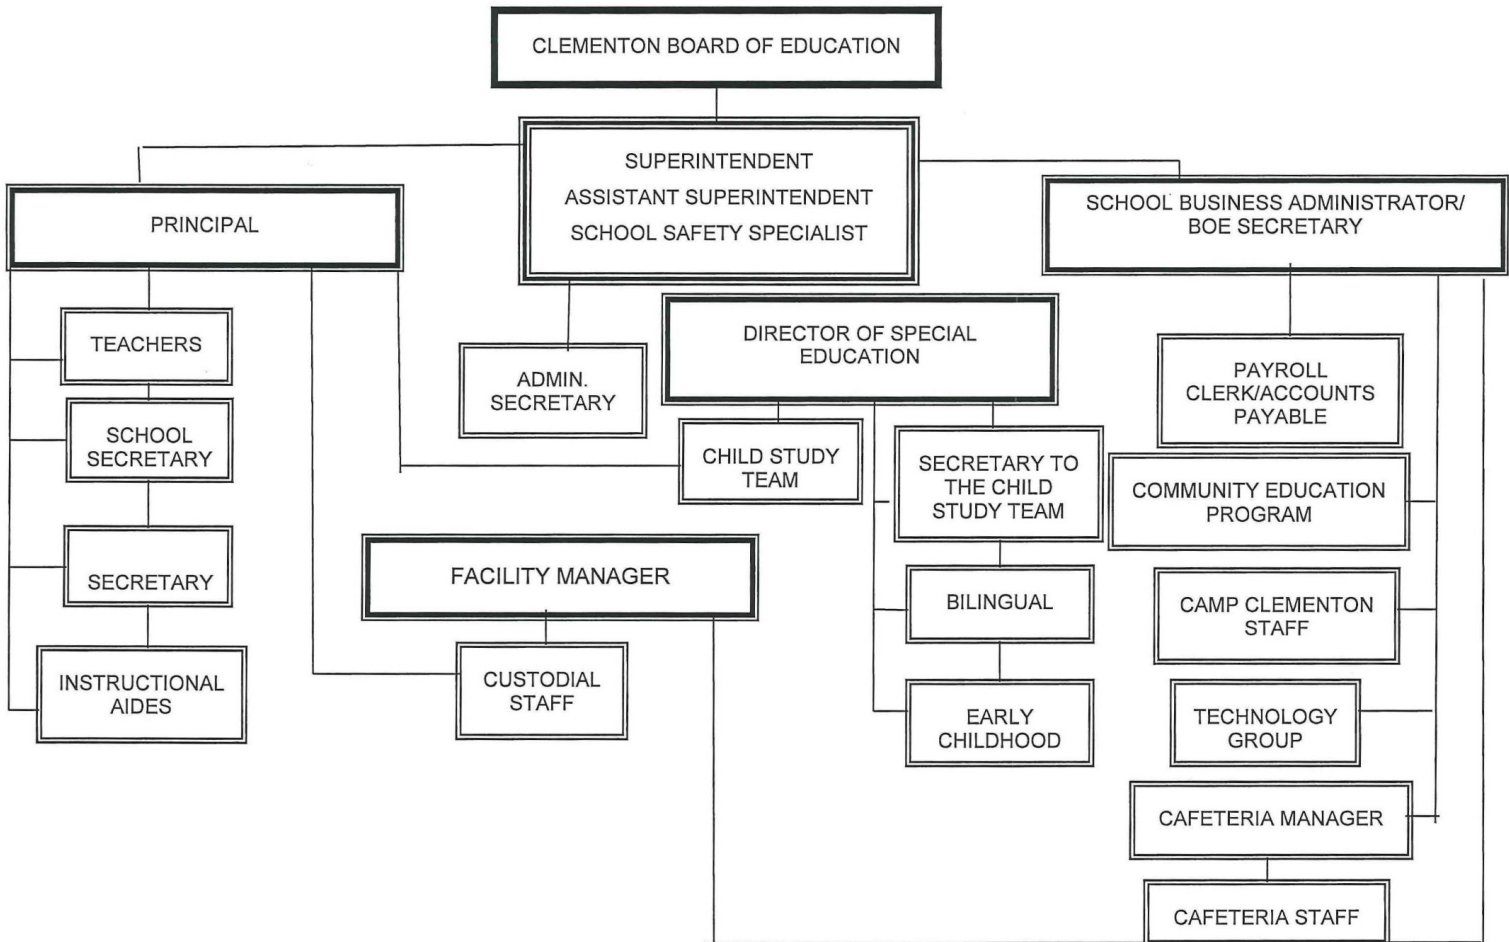 CLEMENTON BOARD OF EDUCATION
SUPERINTENDENT
ASSISTANT SUPERINTENDENT
SCHOOL SAFETY SPECIALIST
PRINCIPAL
SCHOOL BUSINESS ADMINISTRATOR/
BOE SECRETARY
TEACHERS
SCHOOL
SECRETARY
SECRETARY
INSTRUCTIONAL
AIDES
ADMIN.
SECRETARY
DIRECTOR OF SPECIAL
EDUCATION
CHILD STUDY
TEAM
SECRETARY TO
THE CHILD
STUDY TEAM
BILINGUAL
EARLY
CHILDHOOD
FACILITY MANAGER
CUSTODIAL
STAFF
PAYROLL
CLERK/ACCOUNTS
PAYABLE
COMMUNITY EDUCATION
PROGRAM
CAMP CLEMENTON
STAFF
TECHNOLOGY
GROUP
CAFETERIA MANAGER
CAFETERIA STAFF